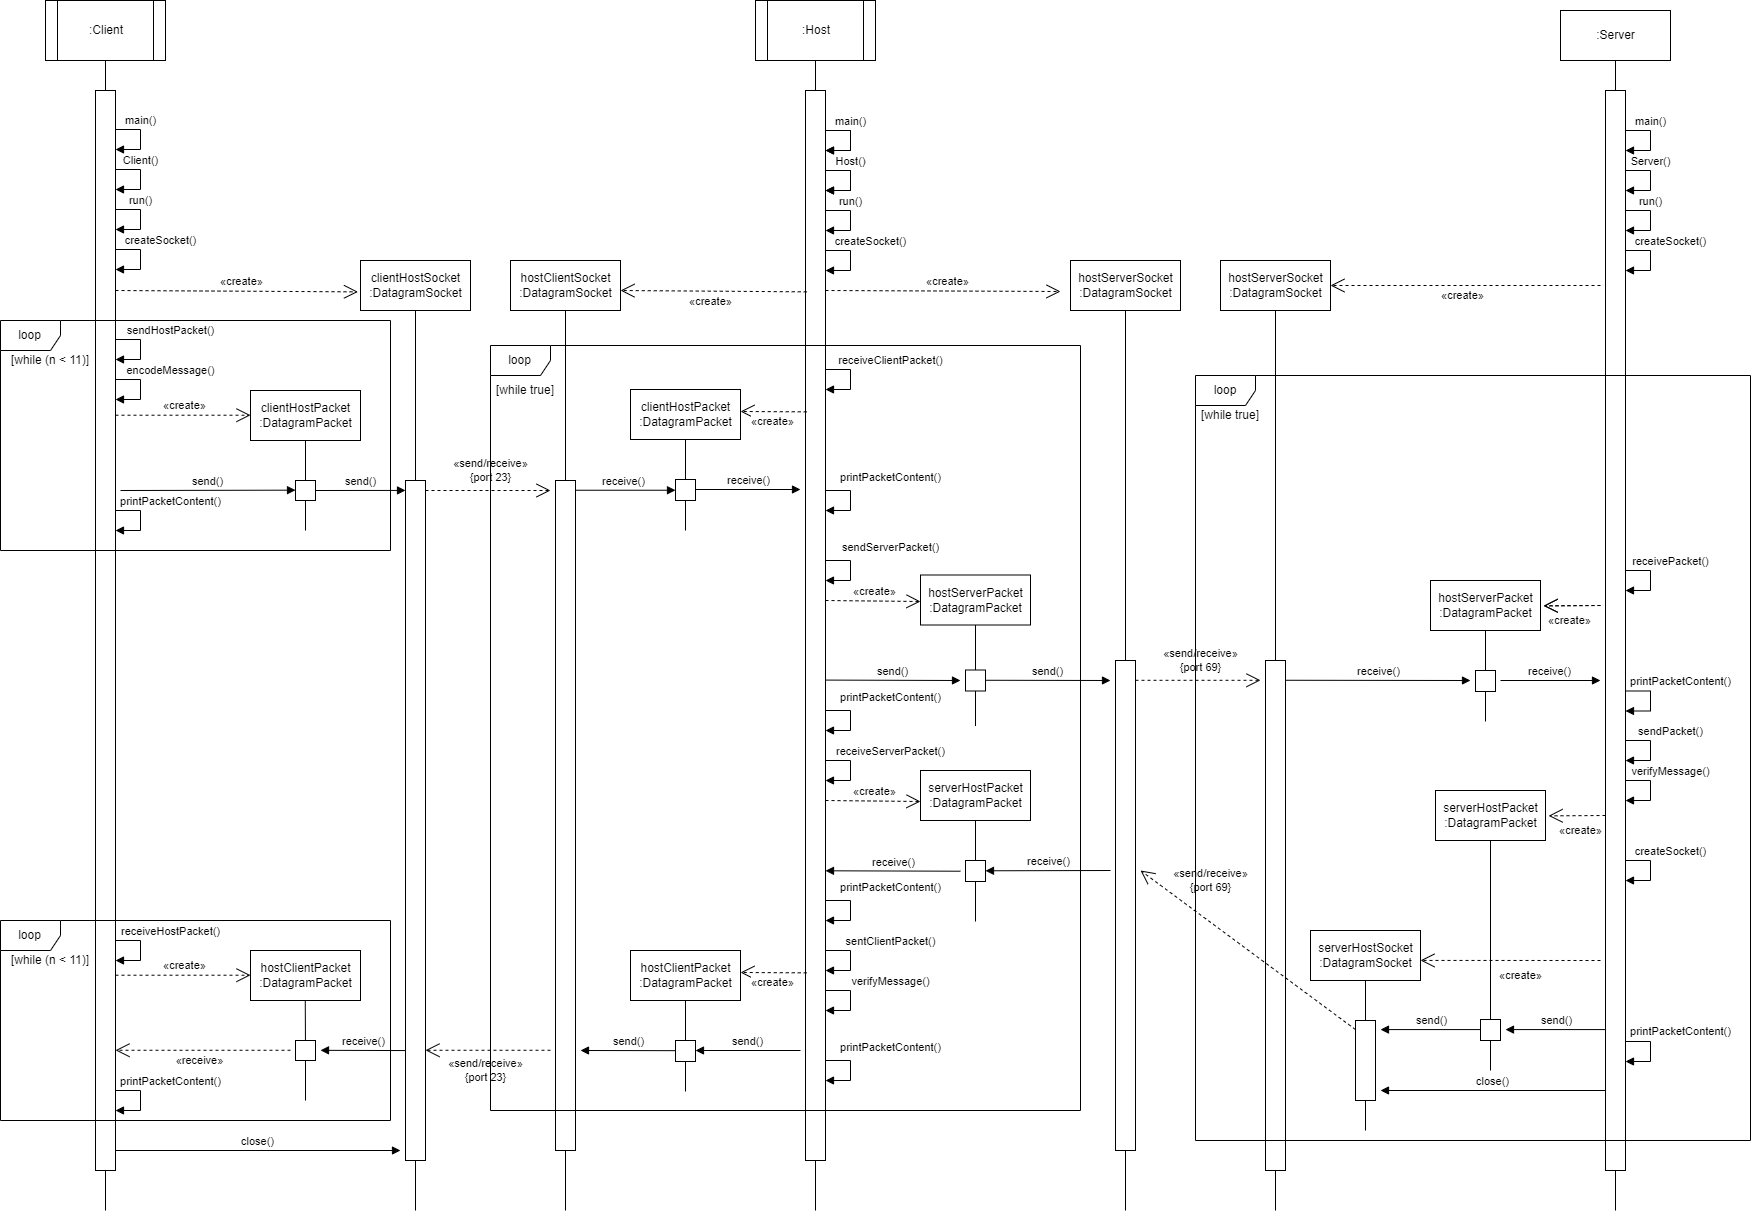 :Client
:Host
:Server
main()
Client()
run()
createSocket()
«create»
clientHostSocket
:DatagramSocket
hostClientSocket
:DatagramSocket
«create»
main()
Host()
run()
createSocket()
«create»
hostServerSocket
:DatagramSocket
hostServerSocket
:DatagramSocket
«create»
main()
Server()
run()
createSocket()
loop
[while (n < 11)]
sendHostPacket()
encodeMessage()
«create»
clientHostPacket
:DatagramPacket
send()
send()
printPacketContent()
«send/receive»
{port 23}
loop
[while true]
receiveClientPacket()
clientHostPacket
:DatagramPacket
«create»
receive()
receive()
printPacketContent()
sendServerPacket()
«create»
hostServerPacket
:DatagramPacket
send()
send()
printPacketContent()
«send/receive»
{port 69}
loop
[while true]
receivePacket()
hostServerPacket
:DatagramPacket
«create»
receive()
receive()
printPacketContent()
sendPacket()
verifyMessage()
serverHostPacket
:DatagramPacket
«create»
createSocket()
receiveServerPacket()
«create»
serverHostPacket
:DatagramPacket
receive()
receive()
«send/receive»
{port 69}
printPacketContent()
serverHostSocket
:DatagramSocket
«create»
send()
send()
printPacketContent()
close()
sentClientPacket()
hostClientPacket
:DatagramPacket
«create»
verifyMessage()
send()
send()
printPacketContent()
«send/receive»
{port 23}
loop
[while (n < 11)]
receiveHostPacket()
«create»
hostClientPacket
:DatagramPacket
receive()
«receive»
printPacketContent()
close()